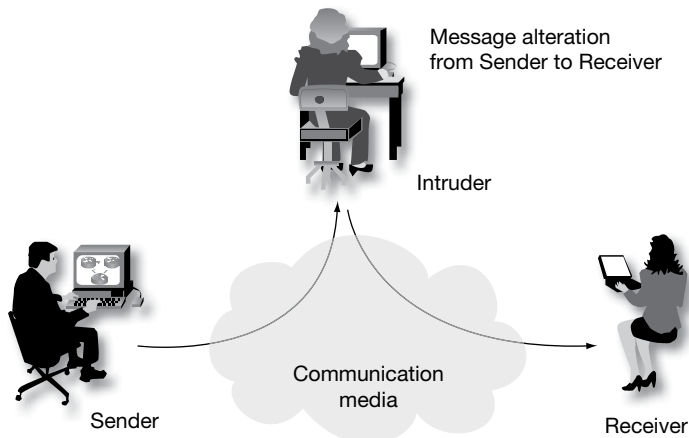 Message alteration
from Sender to Receiver
Intruder
Communication
media
Sender
Receiver